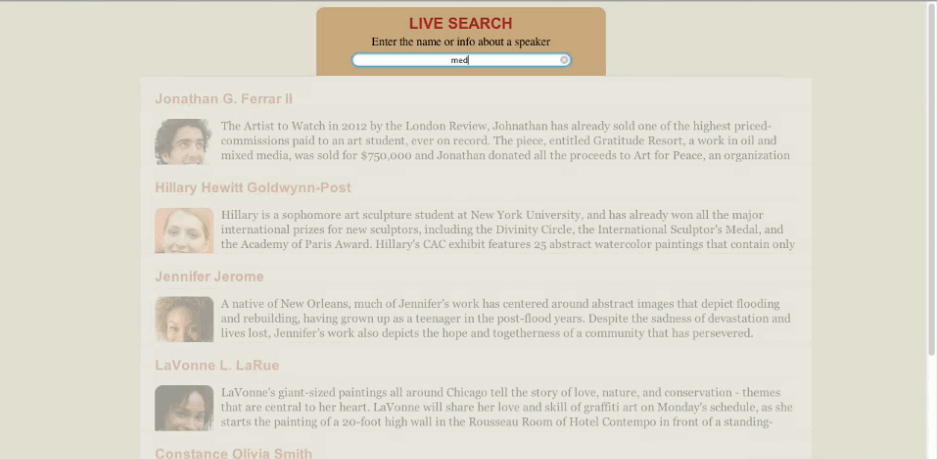 LIVE SEARCH
Enter the name or info about a speaker
med
Jonathan G. Ferrar II
The Artist to Watch in 2012 by the London Review, Johnathan has already sold one of the highest priced-
commissions paid to an art student, ever on record. The piece, entitled Gratitude Resort, a work in oil and
mixed media, was sold for $750,000 and Jonathan donated all the proceeds to Art for Peace, an organization
Hillary Hewitt Goldwynn-Post
Hillary is a sophomore art sculpture student at New York University, and has already won all the major
international prizes for new sculptors, including the Divinity Circle, the International Sculptor's Medal, and
the Academy of Paris Award. Hillary's CAC exhibit features 25 abstract watercolor paintings that contain only
Jennifer Jerome
A native of New Orleans, much of Jennifer's work has centered around abstract images that depict flooding
and rebuilding, having grown up as a teenager in the post-flood years. Despite the sadness of devastation and
lives lost, Jennifer's work also depicts the hope and togetherness of a community that has persevered.
LaVonne L. LaRue
LaVonne's giant-sized paintings all around Chicago tell the story of love, nature, and conservation - themes
that are central to her heart. LaVonne will share her love and skill of graffiti art on Monday's schedule, as she
starts the painting of a 20-foot high wall in the Rousseau Room of Hotel Contempo in front of a standing-
Constance Olivia Smith